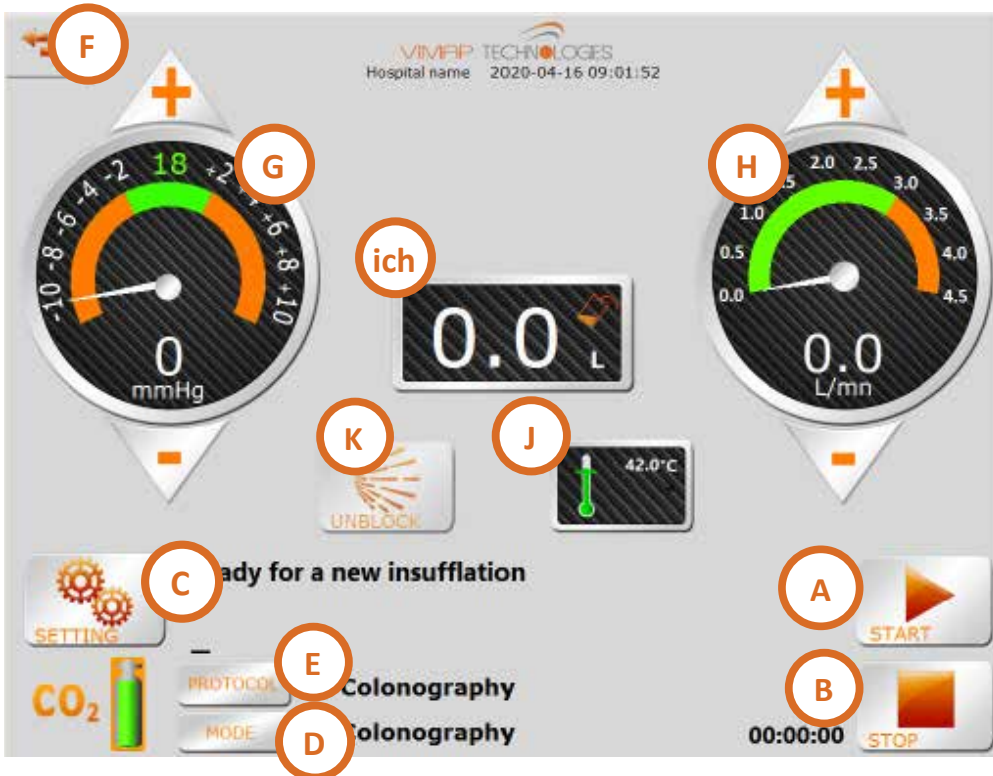 F
VIMAP TECHNOLOGIES
Hospital name 2020-04-16 09:01:52
+
+
G
H
-10 -8 -6 -4 -2 18 +2 +4 +6 +8 +10
0.0 0.5 1.0 2.0 2.5 3.0 3.5 4.0 4.5
0
mmHg
0.0
L/mn
ich
0.0 L
-
-
K
UNBLOCK
J
42.0°C
C
ady for a new insufflation
SETTING
A
START
_
E
PROTOCOL
Colonography
CO₂
D
MODE
Colonography
B
00:00:00
STOP